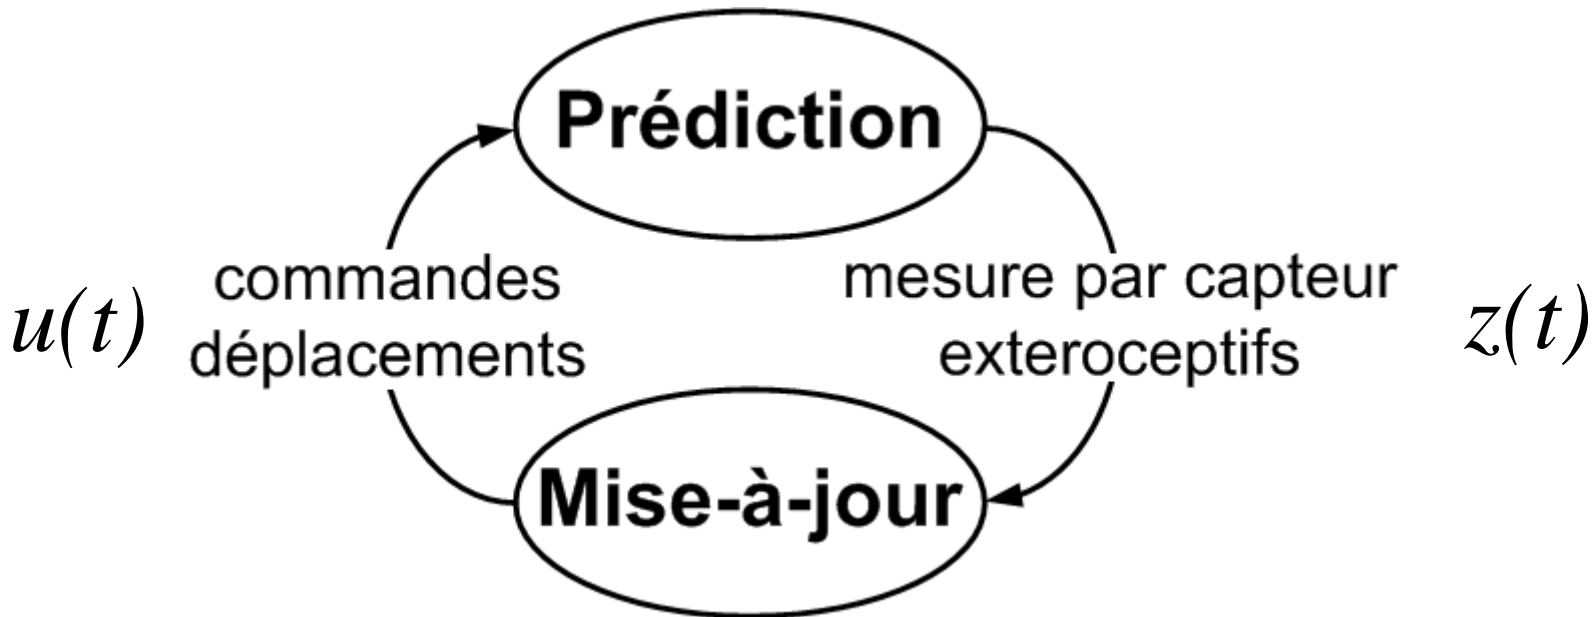 Prédiction
commandes
déplacements
u(t)
mesure par capteur
exteroceptifs
z(t)
Mise-à-jour